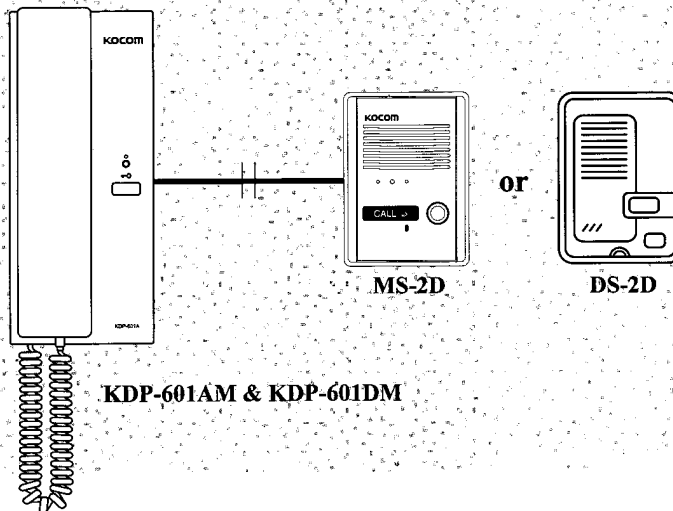 KOCOM
KOCOM
CALL
or
MS-2D
DS-2D
KDP-601A
KDP-601AM & KDP-601DM